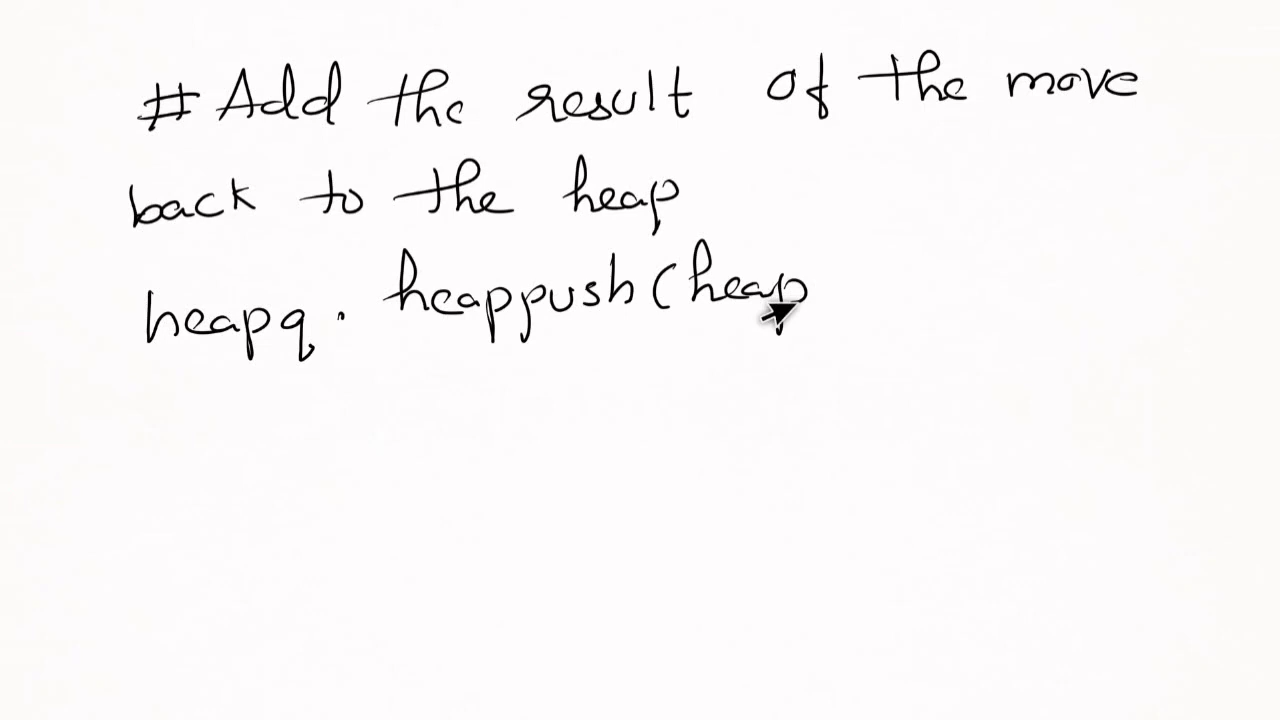 # Add the result of the move
back to the heap
heapq. heappush(heap